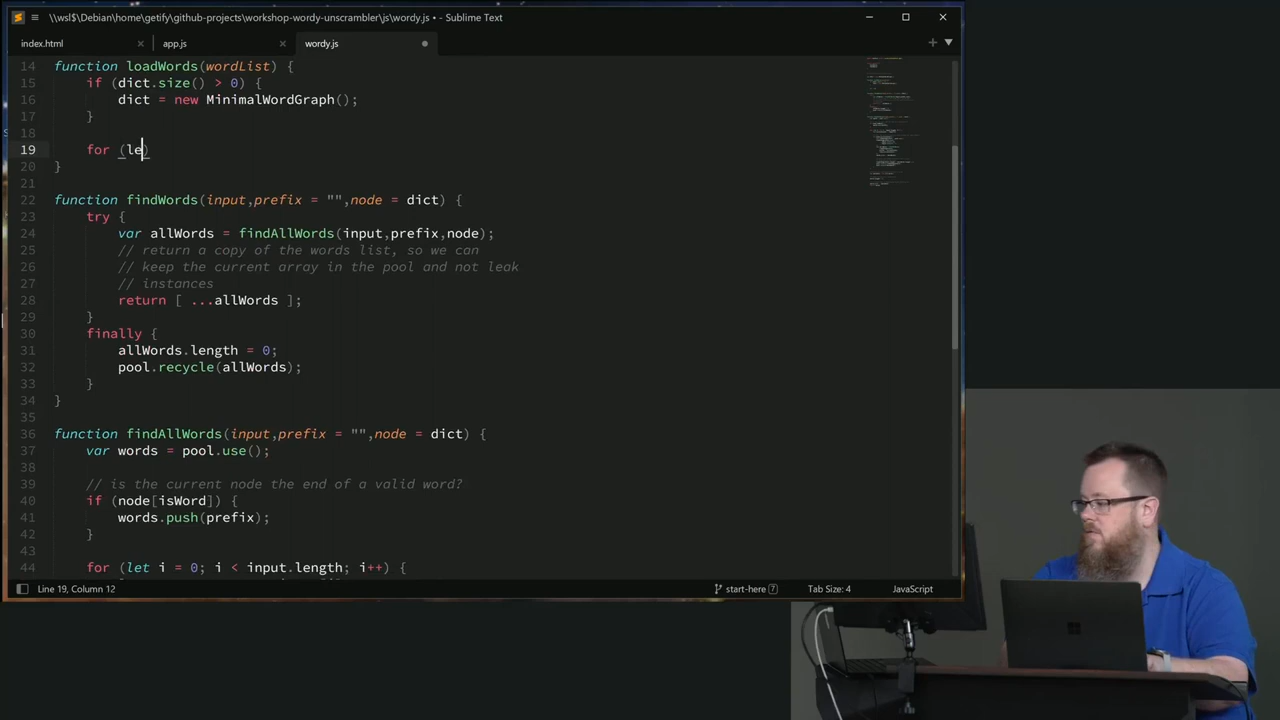 \\wsl$\Debian\home\getify\github-projects\workshop-wordy-unscrambler\js\wordy.js • - Sublime Text
index.html
app.js
wordy.js
14 function loadWords(wordList) {
15 if (dict.size() > 0) {
16 dict = new MinimalWordGraph();
17 }
18
19 for (le)
20 }
21
22 function findWords(input,prefix = "",node = dict) {
23 try {
24 var allWords = findAllWords(input,prefix,node);
25 // return a copy of the words list, so we can
26 // keep the current array in the pool and not leak
27 // instances
28 return [ ...allWords ];
29 }
30 finally {
31 allWords.length = 0;
32 pool.recycle(allWords);
33 }
34 }
35
36 function findAllWords(input,prefix = "",node = dict) {
37 var words = pool.use();
38
39 // is the current node the end of a valid word?
40 if (node[isWord]) {
41 words.push(prefix);
42 }
43
44 for (let i = 0; i < input.length; i++) {
Line 19, Column 12
start-here 7
Tab Size: 4
JavaScript